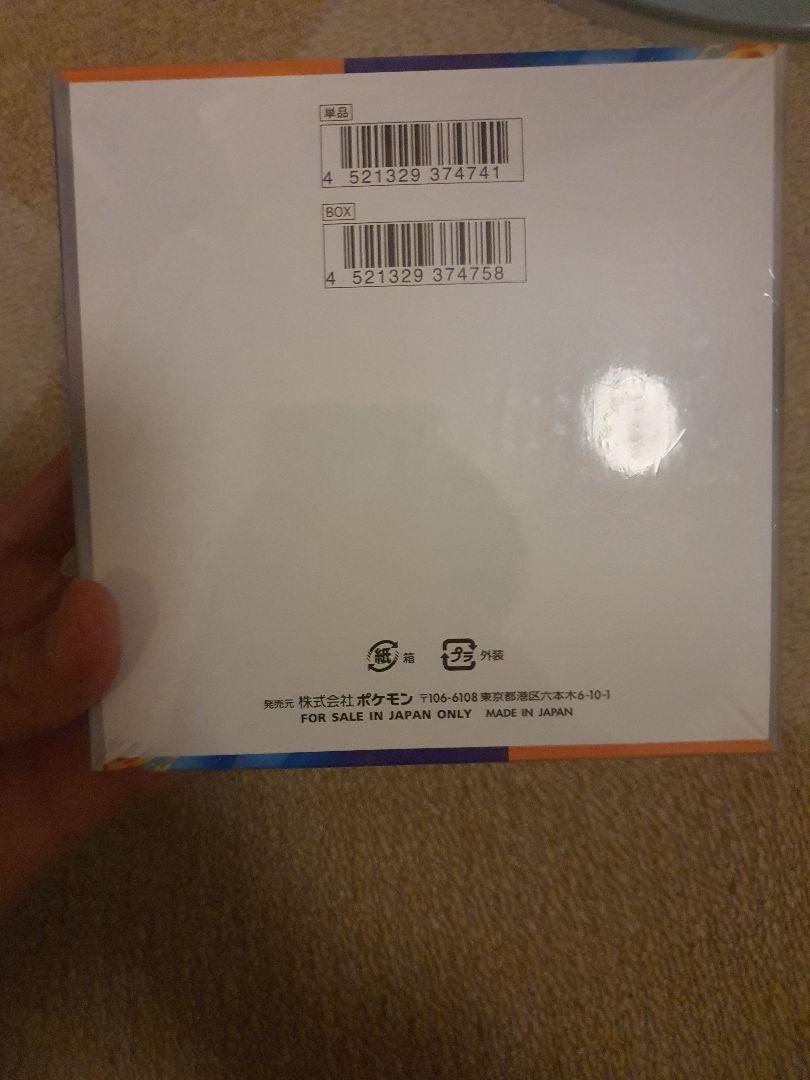 単品
4 521329 374741
BOX
4 521329 374758
紙 箱 プラ 外装
発売元 株式会社ポケモン 〒106-6108 東京都港区六本木6-10-1
FOR SALE IN JAPAN ONLY MADE IN JAPAN